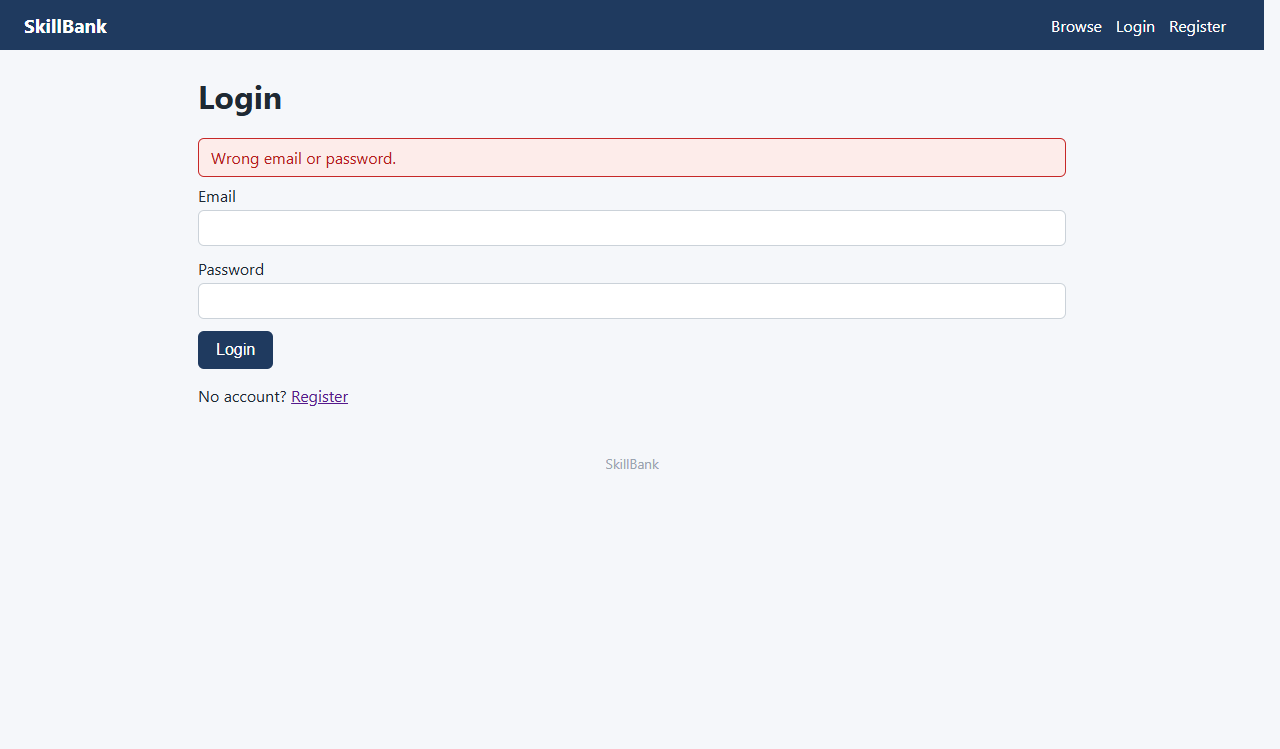 SkillBank Browse Login Register
Login
Wrong email or password.
Email
Password
Login
No account? Register
SkillBank